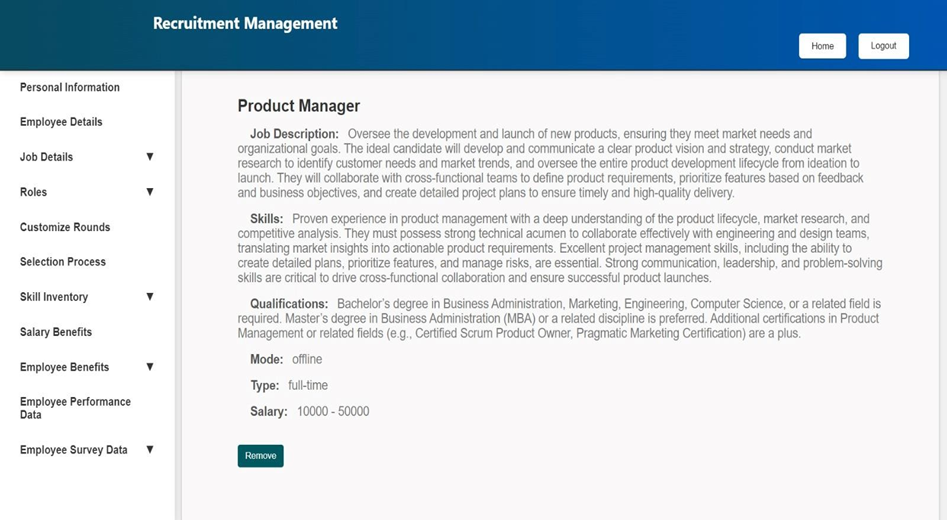 Recruitment Management
Home
Logout
Personal Information
Employee Details
Job Details ▼
Roles ▼
Customize Rounds
Selection Process
Skill Inventory ▼
Salary Benefits
Employee Benefits ▼
Employee Performance
Data
Employee Survey Data ▼
Product Manager
Job Description: Oversee the development and launch of new products, ensuring they meet market needs and
organizational goals. The ideal candidate will develop and communicate a clear product vision and strategy, conduct market
research to identify customer needs and market trends, and oversee the entire product development lifecycle from ideation to
launch. They will collaborate with cross-functional teams to define product requirements, prioritize features based on feedback
and business objectives, and create detailed project plans to ensure timely and high-quality delivery.
Skills: Proven experience in product management with a deep understanding of the product lifecycle, market research, and
competitive analysis. They must possess strong technical acumen to collaborate effectively with engineering and design teams,
translating market insights into actionable product requirements. Excellent project management skills, including the ability to
create detailed plans, prioritize features, and manage risks, are essential. Strong communication, leadership, and problem-solving
skills are critical to drive cross-functional collaboration and ensure successful product launches.
Qualifications: Bachelor's degree in Business Administration, Marketing, Engineering, Computer Science, or a related field is
required. Master's degree in Business Administration (MBA) or a related discipline is preferred. Additional certifications in Product
Management or related fields (e.g., Certified Scrum Product Owner, Pragmatic Marketing Certification) are a plus.
Mode: offline
Type: full-time
Salary: 10000 - 50000
Remove